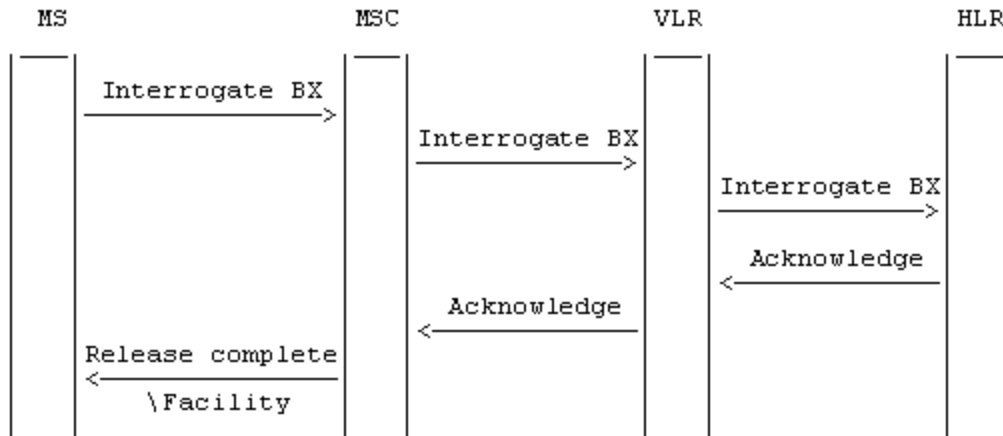 MS MSC VLR HLR
Interrogate BX
Interrogate BX
Interrogate BX
Acknowledge
Acknowledge
Release complete
\Facility